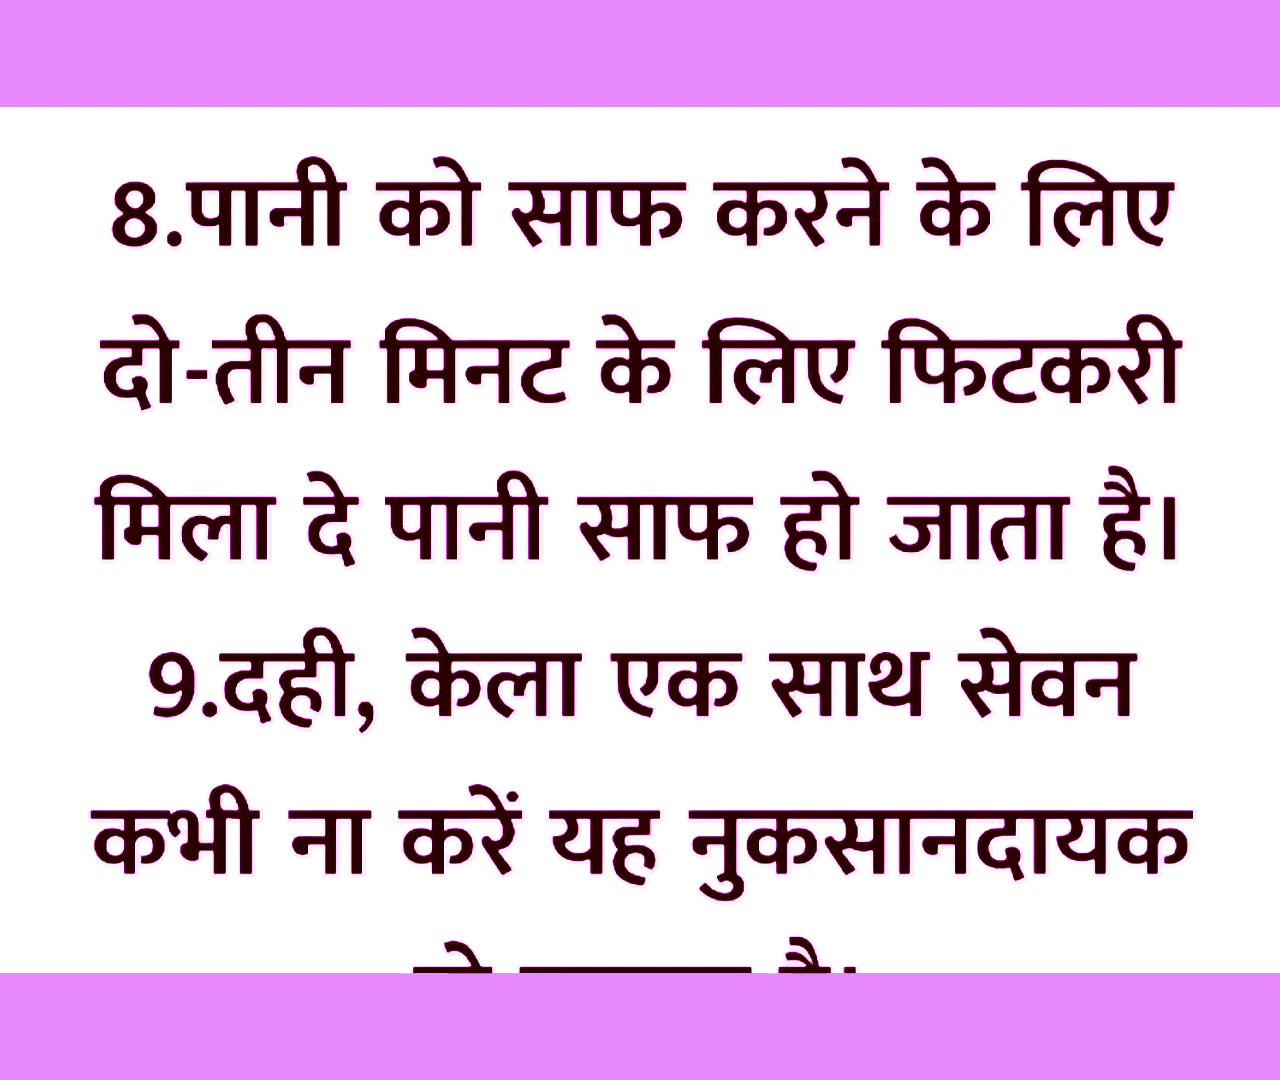 8.पानी को साफ करने के लिए
दो-तीन मिनट के लिए फिटकरी
मिला दे पानी साफ हो जाता है।
9.दही, केला एक साथ सेवन
कभी ना करें यह नुकसानदायक
है।